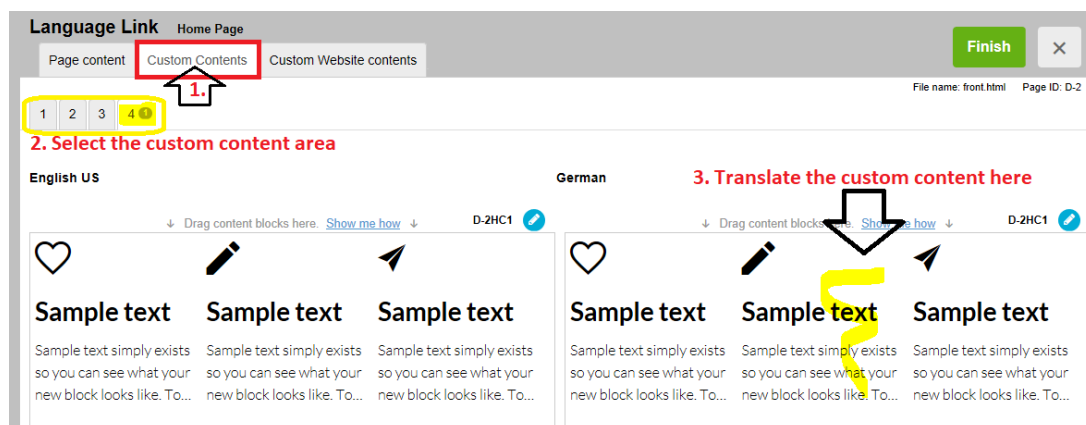 Language Link Home Page
Finish ×
Page content Custom Contents Custom Website contents
1.
File name: front.html Page ID: D-2
1 2 3 4 1
2. Select the custom content area
English US German 3. Translate the custom content here
↓ Drag content blocks here. Show me how ↓ D-2HC1 ↓ Drag content blocks here. Show me how ↓ D-2HC1
Sample text Sample text Sample text Sample text Sample text Sample text
Sample text simply exists Sample text simply exists Sample text simply exists Sample text simply exists Sample text simply exists Sample text simply exists
so you can see what your so you can see what your so you can see what your so you can see what your so you can see what your so you can see what your
new block looks like. To... new block looks like. To... new block looks like. To... new block looks like. To... new block looks like. To... new block looks like. To...